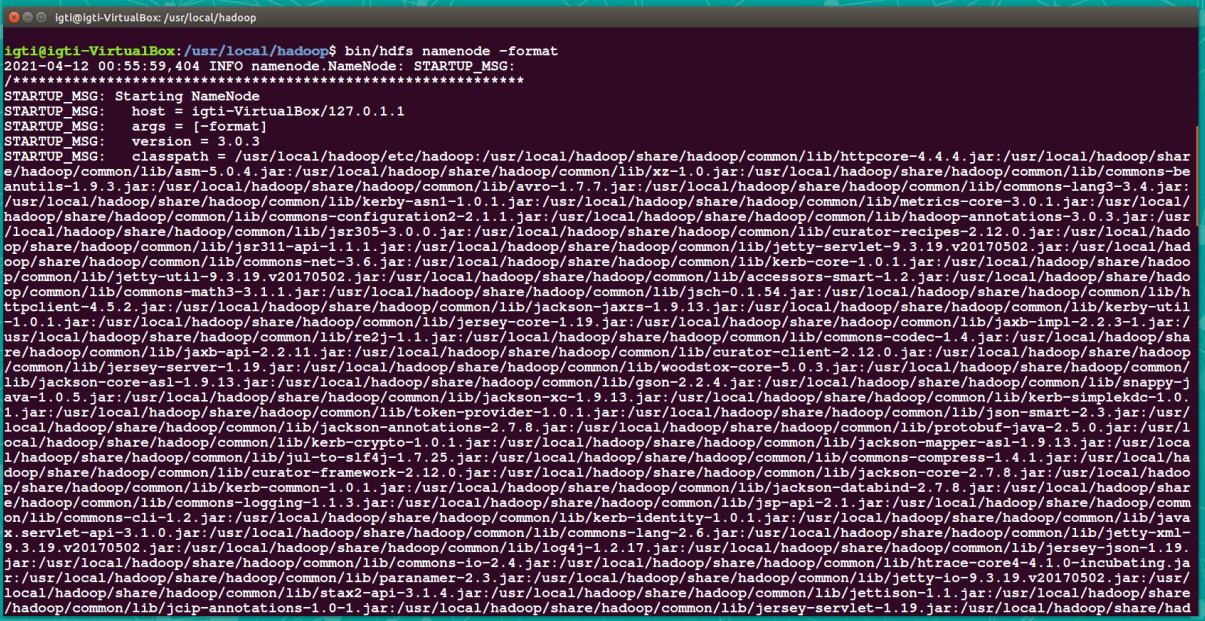 igti@igti-VirtualBox: /usr/local/hadoop
igti@igti-VirtualBox:/usr/local/hadoop$ bin/hdfs namenode -format
2021-04-12 00:55:59,404 INFO namenode.NameNode: STARTUP_MSG:
/************************************************************
STARTUP_MSG: Starting NameNode
STARTUP_MSG:   host = igti-VirtualBox/127.0.1.1
STARTUP_MSG:   args = [-format]
STARTUP_MSG:   version = 3.0.3
STARTUP_MSG:   classpath = /usr/local/hadoop/etc/hadoop:/usr/local/hadoop/share/hadoop/common/lib/httpcore-4.4.4.jar:/usr/local/hadoop/shar
e/hadoop/common/lib/asm-5.0.4.jar:/usr/local/hadoop/share/hadoop/common/lib/xz-1.0.jar:/usr/local/hadoop/share/hadoop/common/lib/commons-be
anutils-1.9.3.jar:/usr/local/hadoop/share/hadoop/common/lib/avro-1.7.7.jar:/usr/local/hadoop/share/hadoop/common/lib/commons-lang3-3.4.jar:
/usr/local/hadoop/share/hadoop/common/lib/kerby-asn1-1.0.1.jar:/usr/local/hadoop/share/hadoop/common/lib/metrics-core-3.0.1.jar:/usr/local/
hadoop/share/hadoop/common/lib/commons-configuration2-2.1.1.jar:/usr/local/hadoop/share/hadoop/common/lib/hadoop-annotations-3.0.3.jar:/usr
/local/hadoop/share/hadoop/common/lib/jsr305-3.0.0.jar:/usr/local/hadoop/share/hadoop/common/lib/curator-recipes-2.12.0.jar:/usr/local/hado
op/share/hadoop/common/lib/jsr311-api-1.1.1.jar:/usr/local/hadoop/share/hadoop/common/lib/jetty-servlet-9.3.19.v20170502.jar:/usr/local/had
oop/share/hadoop/common/lib/commons-net-3.6.jar:/usr/local/hadoop/share/hadoop/common/lib/kerb-core-1.0.1.jar:/usr/local/hadoop/share/hadoo
p/common/lib/jetty-util-9.3.19.v20170502.jar:/usr/local/hadoop/share/hadoop/common/lib/accessors-smart-1.2.jar:/usr/local/hadoop/share/hado
op/common/lib/commons-math3-3.1.1.jar:/usr/local/hadoop/share/hadoop/common/lib/jsch-0.1.54.jar:/usr/local/hadoop/share/hadoop/common/lib/h
ttpclient-4.5.2.jar:/usr/local/hadoop/share/hadoop/common/lib/jackson-jaxrs-1.9.13.jar:/usr/local/hadoop/share/hadoop/common/lib/kerby-util
-1.0.1.jar:/usr/local/hadoop/share/hadoop/common/lib/jersey-core-1.19.jar:/usr/local/hadoop/share/hadoop/common/lib/jaxb-impl-2.2.3-1.jar:/
usr/local/hadoop/share/hadoop/common/lib/re2j-1.1.jar:/usr/local/hadoop/share/hadoop/common/lib/commons-codec-1.4.jar:/usr/local/hadoop/sha
re/hadoop/common/lib/jaxb-api-2.2.11.jar:/usr/local/hadoop/share/hadoop/common/lib/curator-client-2.12.0.jar:/usr/local/hadoop/share/hadoop
/common/lib/jersey-server-1.19.jar:/usr/local/hadoop/share/hadoop/common/lib/woodstox-core-5.0.3.jar:/usr/local/hadoop/share/hadoop/common/
lib/jackson-core-asl-1.9.13.jar:/usr/local/hadoop/share/hadoop/common/lib/gson-2.2.4.jar:/usr/local/hadoop/share/hadoop/common/lib/snappy-j
ava-1.0.5.jar:/usr/local/hadoop/share/hadoop/common/lib/jackson-xc-1.9.13.jar:/usr/local/hadoop/share/hadoop/common/lib/kerb-simplekdc-1.0.
1.jar:/usr/local/hadoop/share/hadoop/common/lib/token-provider-1.0.1.jar:/usr/local/hadoop/share/hadoop/common/lib/json-smart-2.3.jar:/usr/
local/hadoop/share/hadoop/common/lib/jackson-annotations-2.7.8.jar:/usr/local/hadoop/share/hadoop/common/lib/protobuf-java-2.5.0.jar:/usr/l
ocal/hadoop/share/hadoop/common/lib/kerb-crypto-1.0.1.jar:/usr/local/hadoop/share/hadoop/common/lib/jackson-mapper-asl-1.9.13.jar:/usr/loca
l/hadoop/share/hadoop/common/lib/jul-to-slf4j-1.7.25.jar:/usr/local/hadoop/share/hadoop/common/lib/commons-compress-1.4.1.jar:/usr/local/ha
doop/share/hadoop/common/lib/curator-framework-2.12.0.jar:/usr/local/hadoop/share/hadoop/common/lib/jackson-core-2.7.8.jar:/usr/local/hadoo
p/share/hadoop/common/lib/kerb-common-1.0.1.jar:/usr/local/hadoop/share/hadoop/common/lib/jackson-databind-2.7.8.jar:/usr/local/hadoop/shar
e/hadoop/common/lib/commons-logging-1.1.3.jar:/usr/local/hadoop/share/hadoop/common/lib/jsp-api-2.1.jar:/usr/local/hadoop/share/hadoop/comm
on/lib/commons-cli-1.2.jar:/usr/local/hadoop/share/hadoop/common/lib/kerb-identity-1.0.1.jar:/usr/local/hadoop/share/hadoop/common/lib/java
x.servlet-api-3.1.0.jar:/usr/local/hadoop/share/hadoop/common/lib/commons-lang-2.6.jar:/usr/local/hadoop/share/hadoop/common/lib/jetty-xml-
9.3.19.v20170502.jar:/usr/local/hadoop/share/hadoop/common/lib/log4j-1.2.17.jar:/usr/local/hadoop/share/hadoop/common/lib/jersey-json-1.19.
jar:/usr/local/hadoop/share/hadoop/common/lib/commons-io-2.4.jar:/usr/local/hadoop/share/hadoop/common/lib/htrace-core4-4.1.0-incubating.ja
r:/usr/local/hadoop/share/hadoop/common/lib/paranamer-2.3.jar:/usr/local/hadoop/share/hadoop/common/lib/jetty-io-9.3.19.v20170502.jar:/usr/
local/hadoop/share/hadoop/common/lib/stax2-api-3.1.4.jar:/usr/local/hadoop/share/hadoop/common/lib/jettison-1.1.jar:/usr/local/hadoop/share
/hadoop/common/lib/jcip-annotations-1.0-1.jar:/usr/local/hadoop/share/hadoop/common/lib/jersey-servlet-1.19.jar:/usr/local/hadoop/share/had